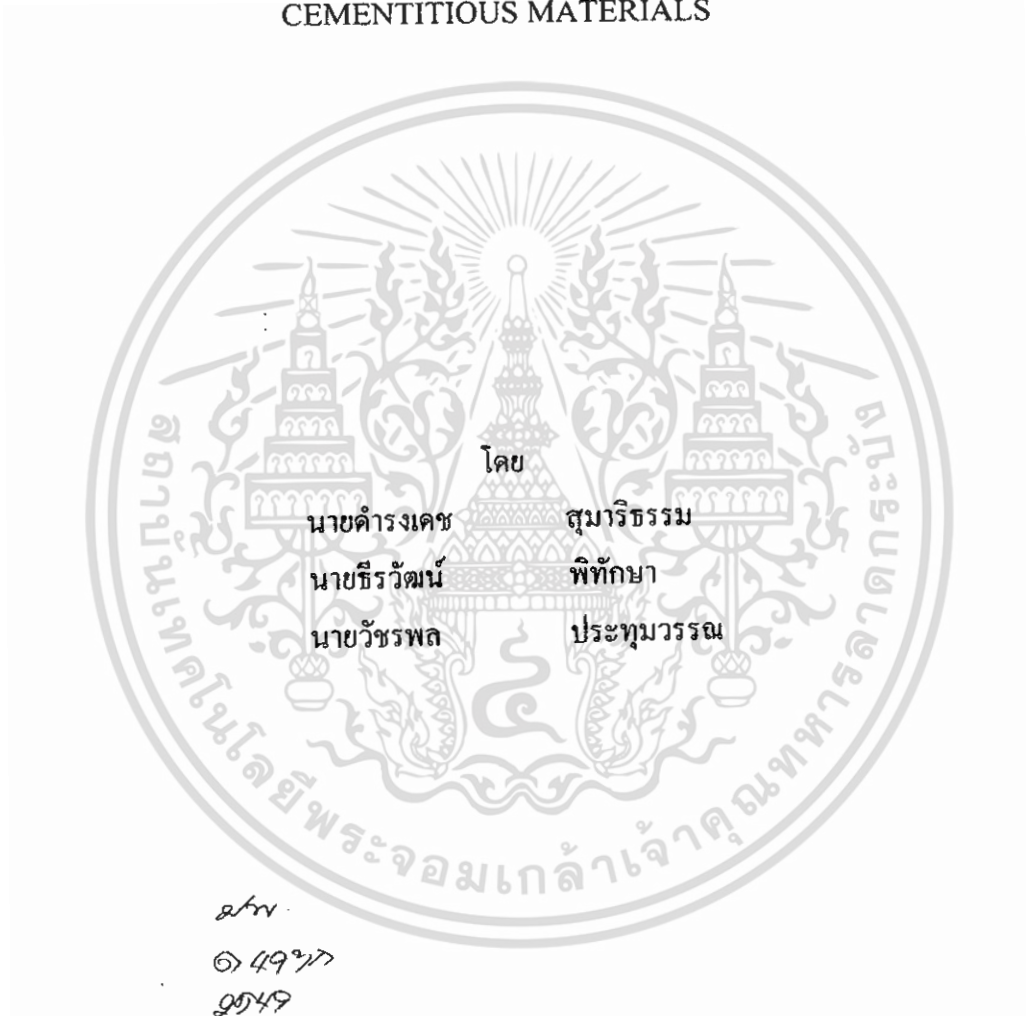 CEMENTITIOUS MATERIALS
โดย
นายดำรงเดช สุมาริธรรม
นายธีรวัฒน์ พิทักษา
นายวัชรพล ประทุมวรรณ
สถาบันเทคโนโลยีพระจอมเกล้าเจ้าคุณทหารลาดกระบัง
2549